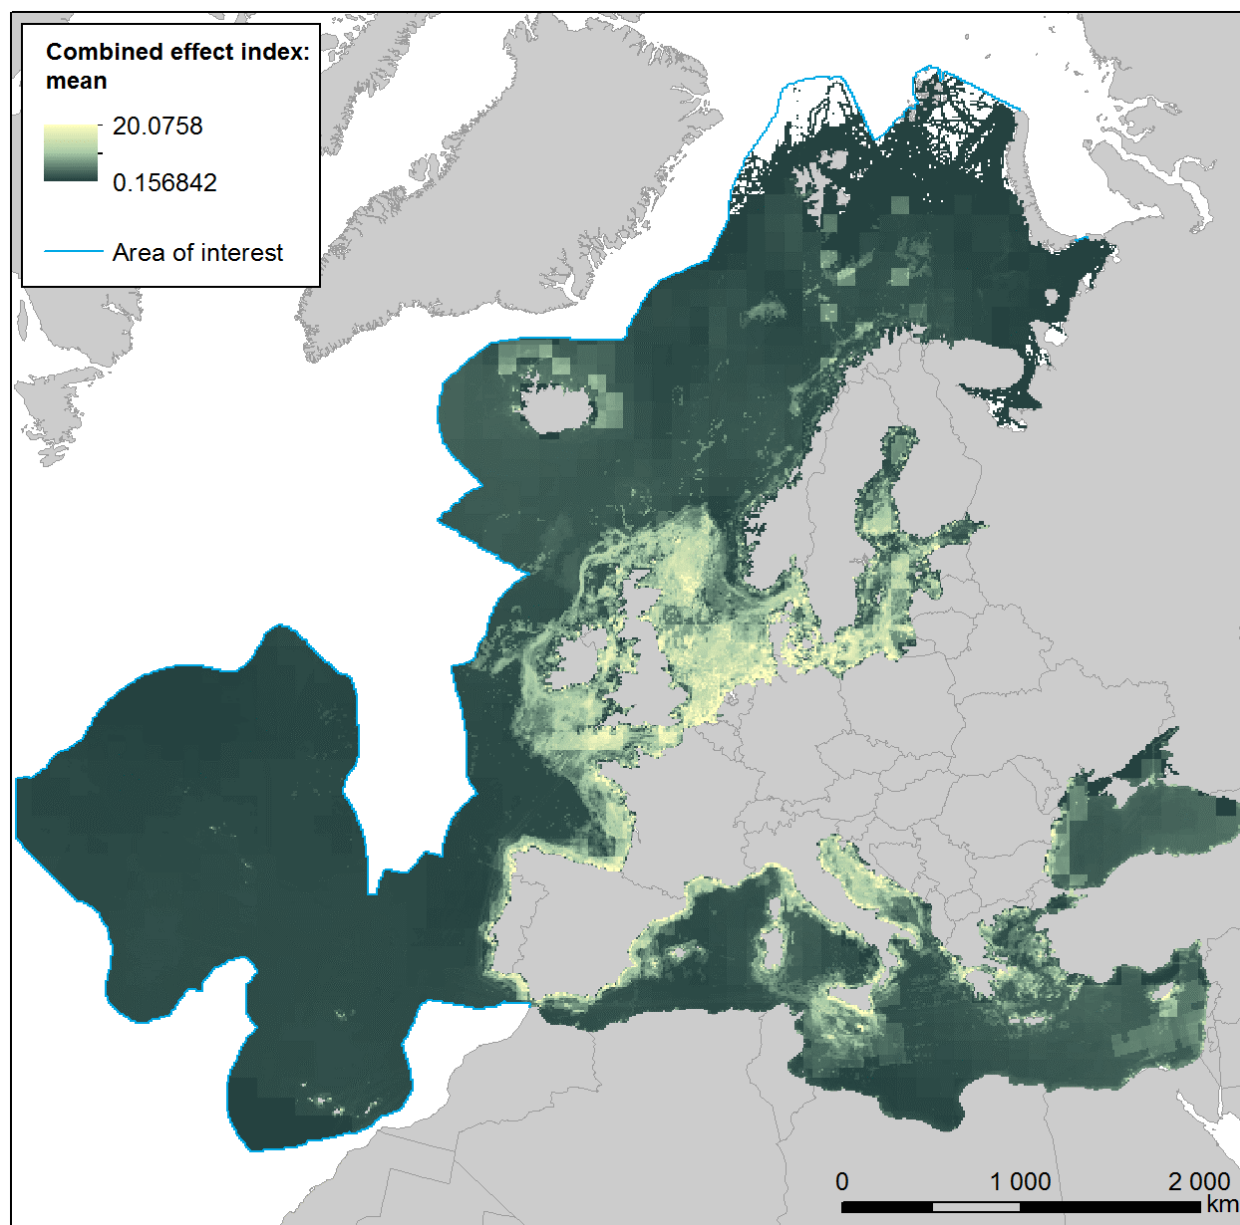 Combined effect index:
mean
20.0758
0.156842
Area of interest
0 1 000 2 000
km